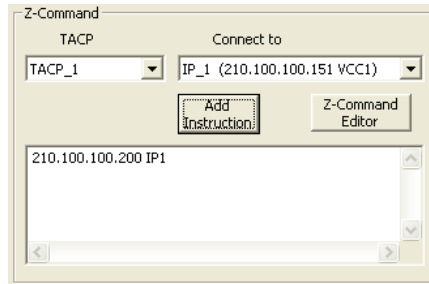 Z-Command
TACP Connect to
TACP_1 IP_1 (210.100.100.151 VCC1)
Add Z-Command
Instruction Editor
210.100.100.200 IP1